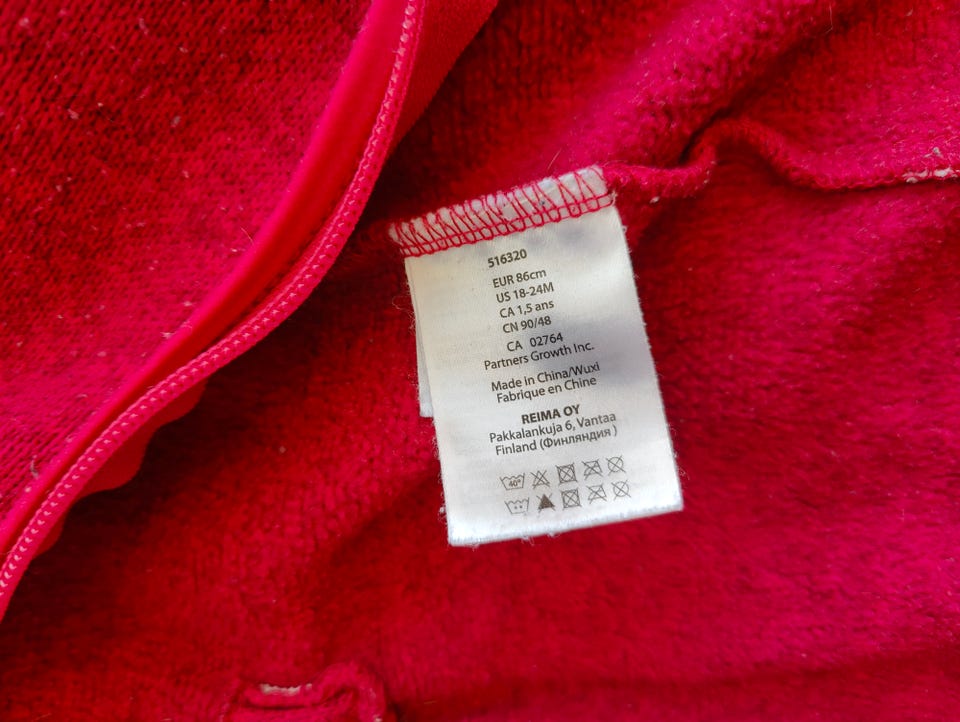 516320
EUR 86cm
US 18-24M
CA 1,5 ans
CN 90/48
CA 02764
Partners Growth Inc.
Made in China/Wuxi
Fabrique en Chine
REIMA OY
Pakkalankuja 6, Vantaa
Finland (Финляндия )
40°